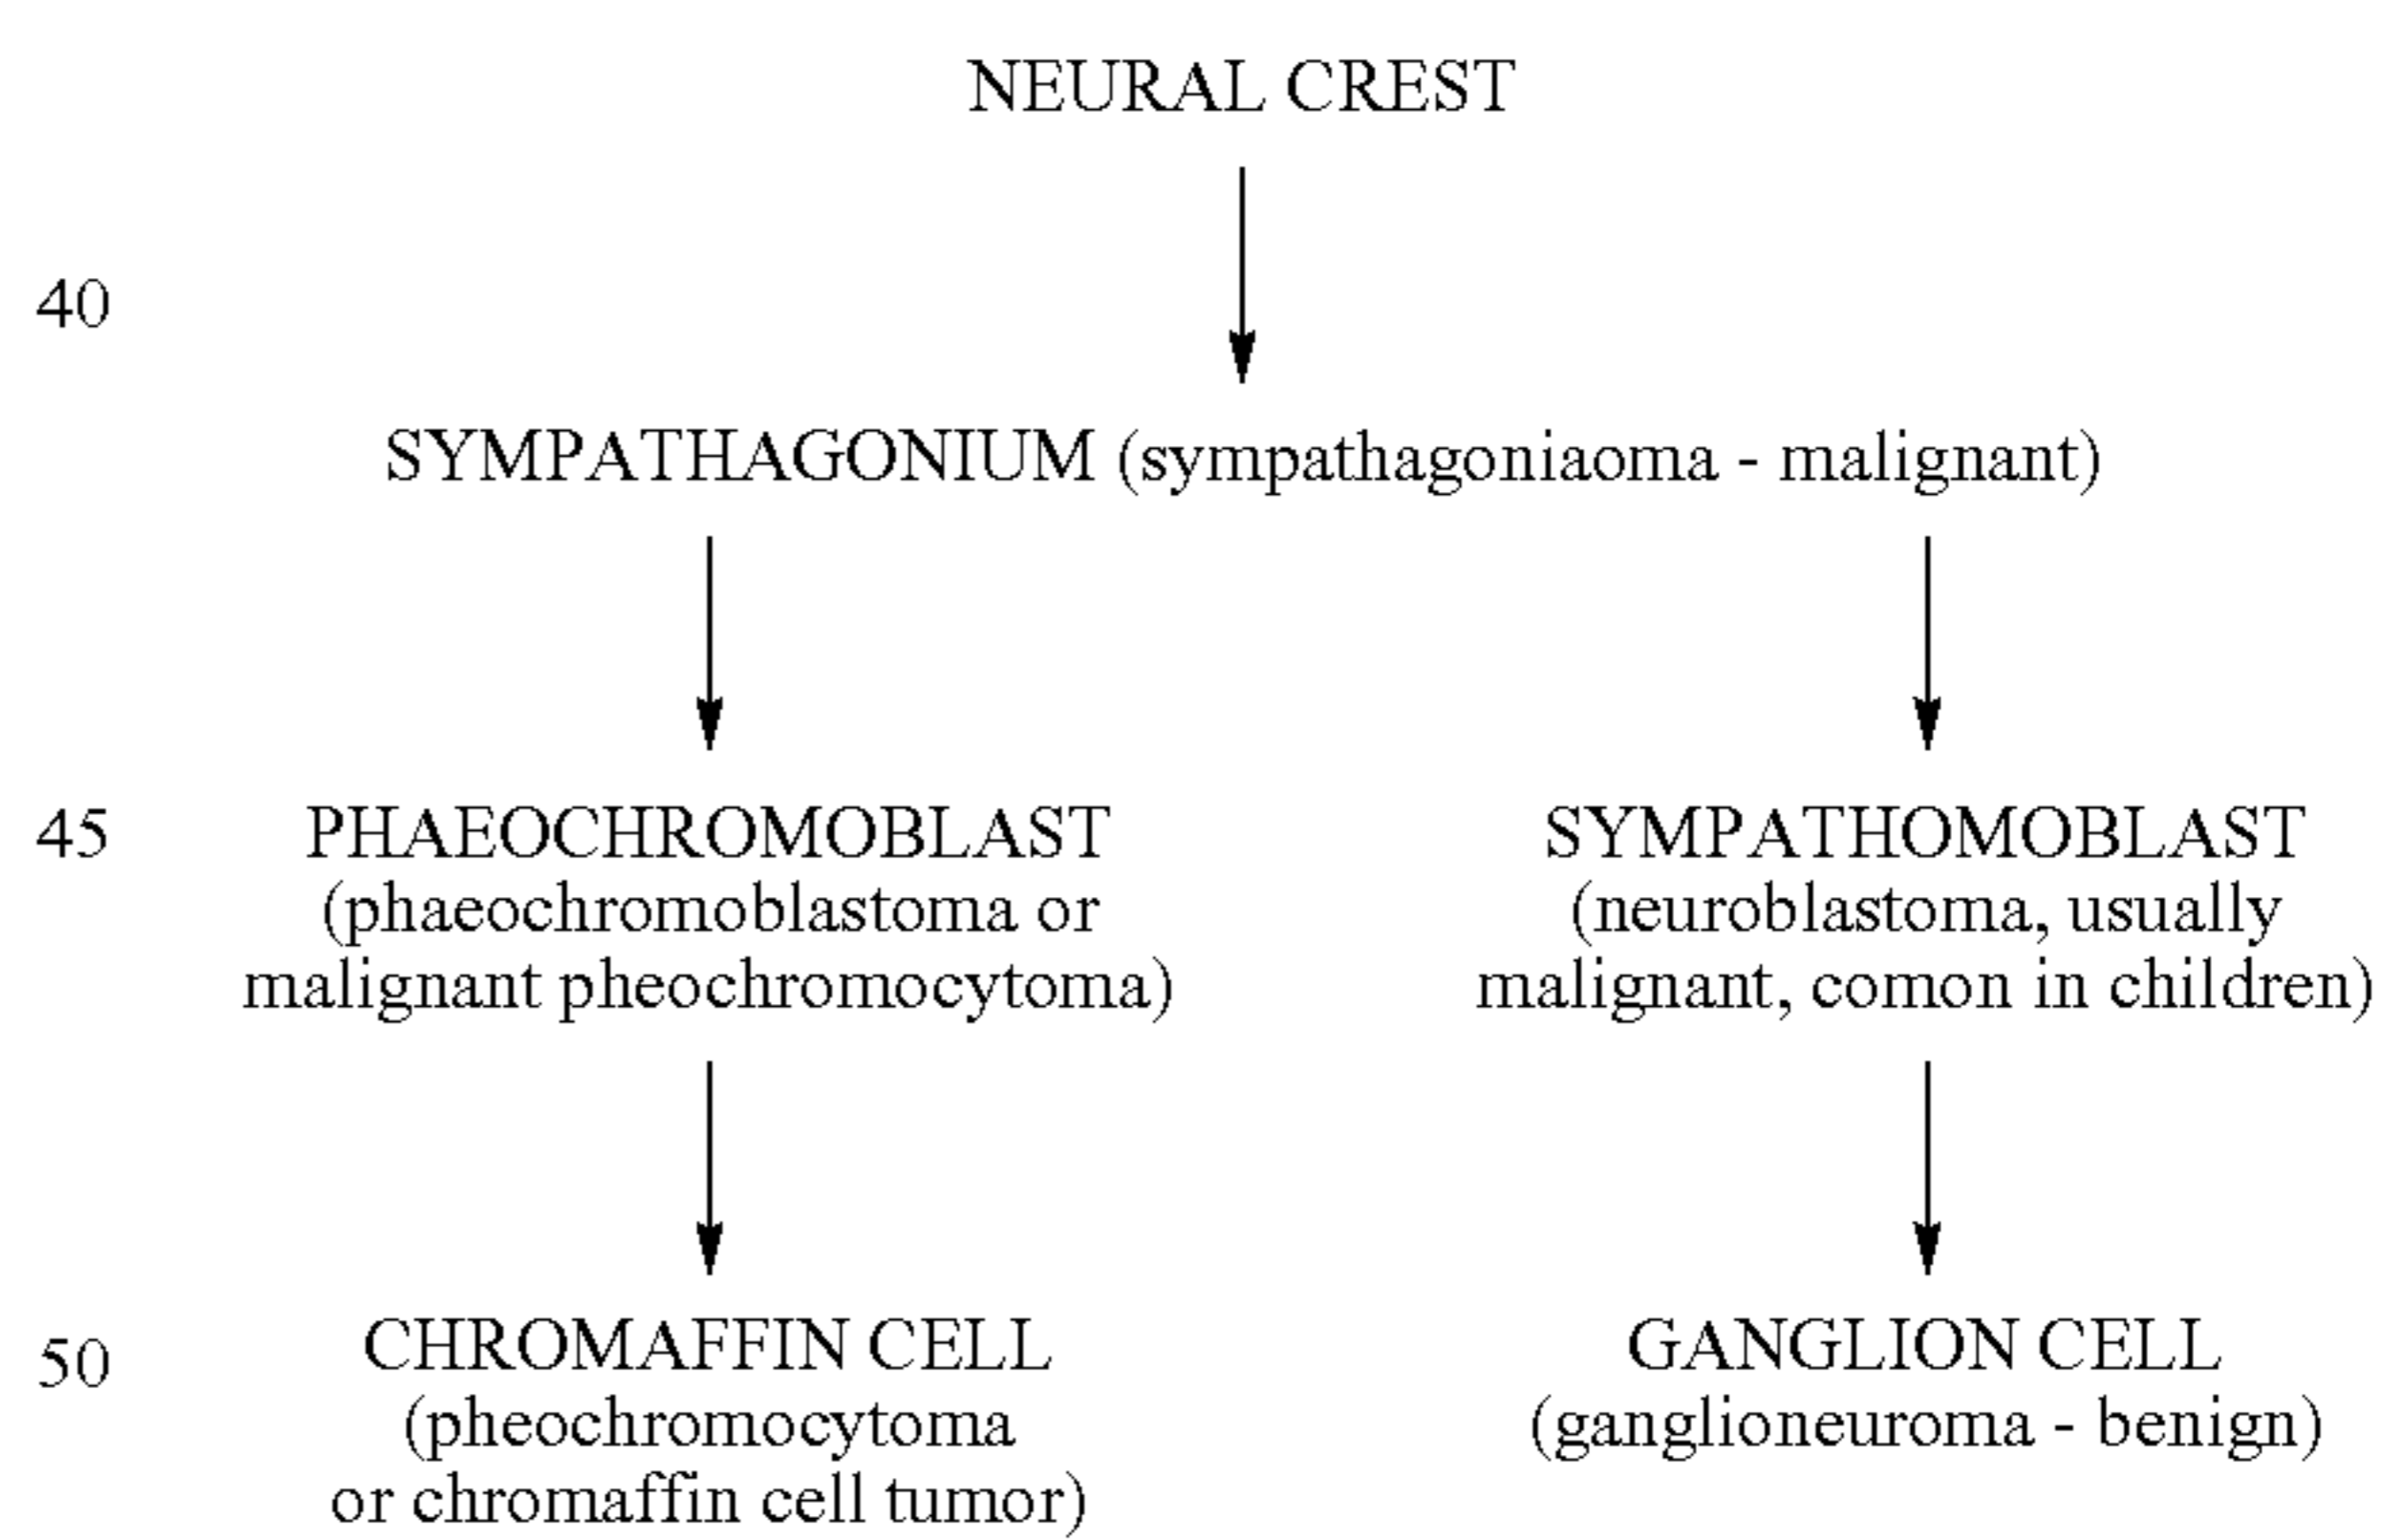 NEURAL CREST
40
SYMPATHAGONIUM (sympathagoniaoma - malignant)
45 PHAEOCHROMOBLAST SYMPATHOMOBLAST
(phaeochromoblastoma or (neuroblastoma, usually
malignant pheochromocytoma) malignant, comon in children)
50 CHROMAFFIN CELL GANGLION CELL
(pheochromocytoma (ganglioneuroma - benign)
or chromaffin cell tumor)